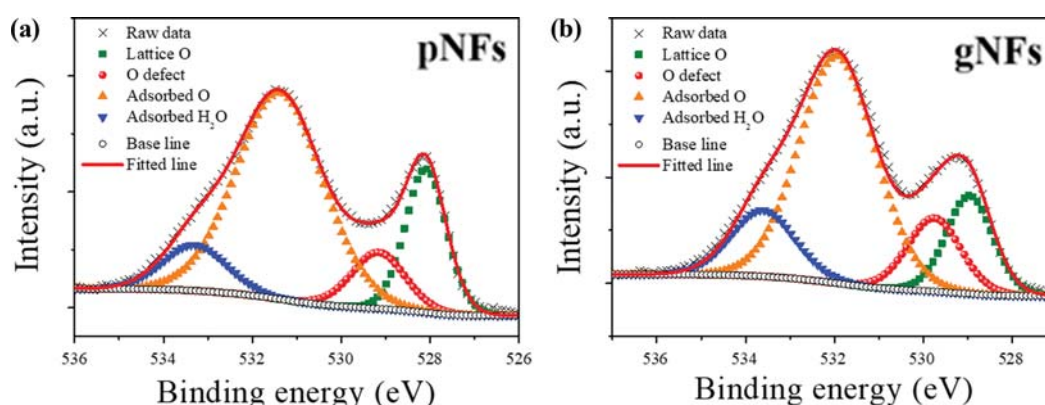 (a)
pNFs
Raw data
Lattice O
O defect
Adsorbed O
Adsorbed H2O
Base line
Fitted line
Intensity (a.u.)
536 534 532 530 528 526
Binding energy (eV)
(b)
gNFs
Raw data
Lattice O
O defect
Adsorbed O
Adsorbed H2O
Base line
Fitted line
Intensity (a.u.)
536 534 532 530 528
Binding energy (eV)